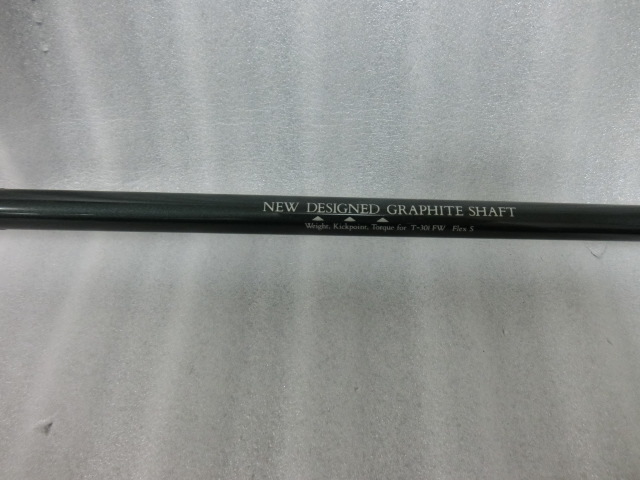 NEW DESIGNED GRAPHITE SHAFT
Weight, Kickpoint, Torque for T-301 FW Flex S